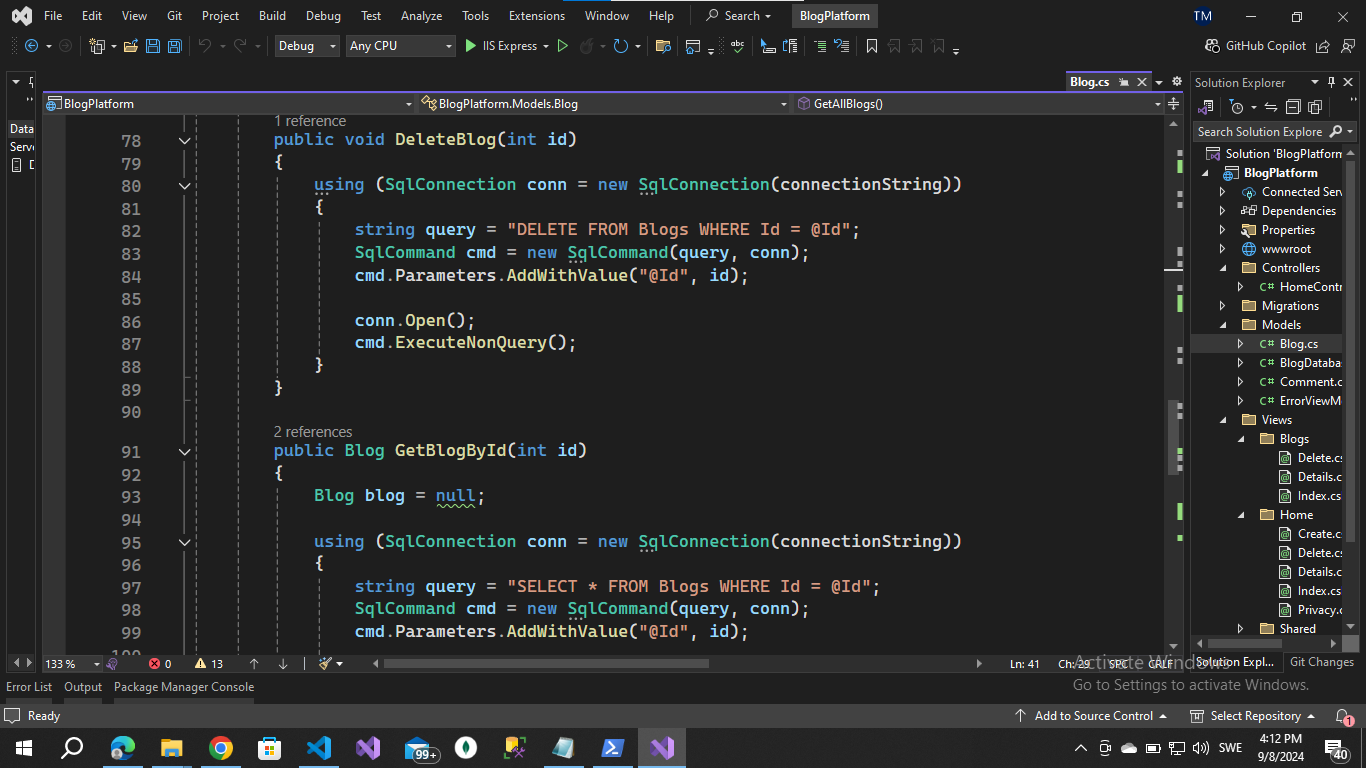 File Edit View Git Project Build Debug Test Analyze Tools Extensions Window Help Search BlogPlatform TM
Debug Any CPU IIS Express GitHub Copilot
Blog.cs Solution Explorer
BlogPlatform BlogPlatform.Models.Blog GetAllBlogs()
Data
Serv
Search Solution Explore
1 reference
78 public void DeleteBlog(int id)
79 {
80 using (SqlConnection conn = new SqlConnection(connectionString))
81 {
82 string query = "DELETE FROM Blogs WHERE Id = @Id";
83 SqlCommand cmd = new SqlCommand(query, conn);
84 cmd.Parameters.AddWithValue("@Id", id);
85
86 conn.Open();
87 cmd.ExecuteNonQuery();
88 }
89 }
90
2 references
91 public Blog GetBlogById(int id)
92 {
93 Blog blog = null;
94
95 using (SqlConnection conn = new SqlConnection(connectionString))
96 {
97 string query = "SELECT * FROM Blogs WHERE Id = @Id";
98 SqlCommand cmd = new SqlCommand(query, conn);
99 cmd.Parameters.AddWithValue("@Id", id);
100
Solution 'BlogPlatform
BlogPlatform
Connected Serv
Dependencies
Properties
wwwroot
Controllers
C# HomeContr
Migrations
Models
C# Blog.cs
C# BlogDatabas
C# Comment.c
C# ErrorViewM
Views
Blogs
Delete.cs
Details.c
Index.cs
Home
Create.c
Delete.cs
Details.c
Index.cs
Privacy.c
Shared
133 % 0 13 Ln: 41 Ch: 29 SPC CRLF
Solution Expl... Git Changes
Activate Windows
Go to Settings to activate Windows.
Error List Output Package Manager Console
Ready Add to Source Control Select Repository 1
99+ SWE 4:12 PM
9/8/2024 40